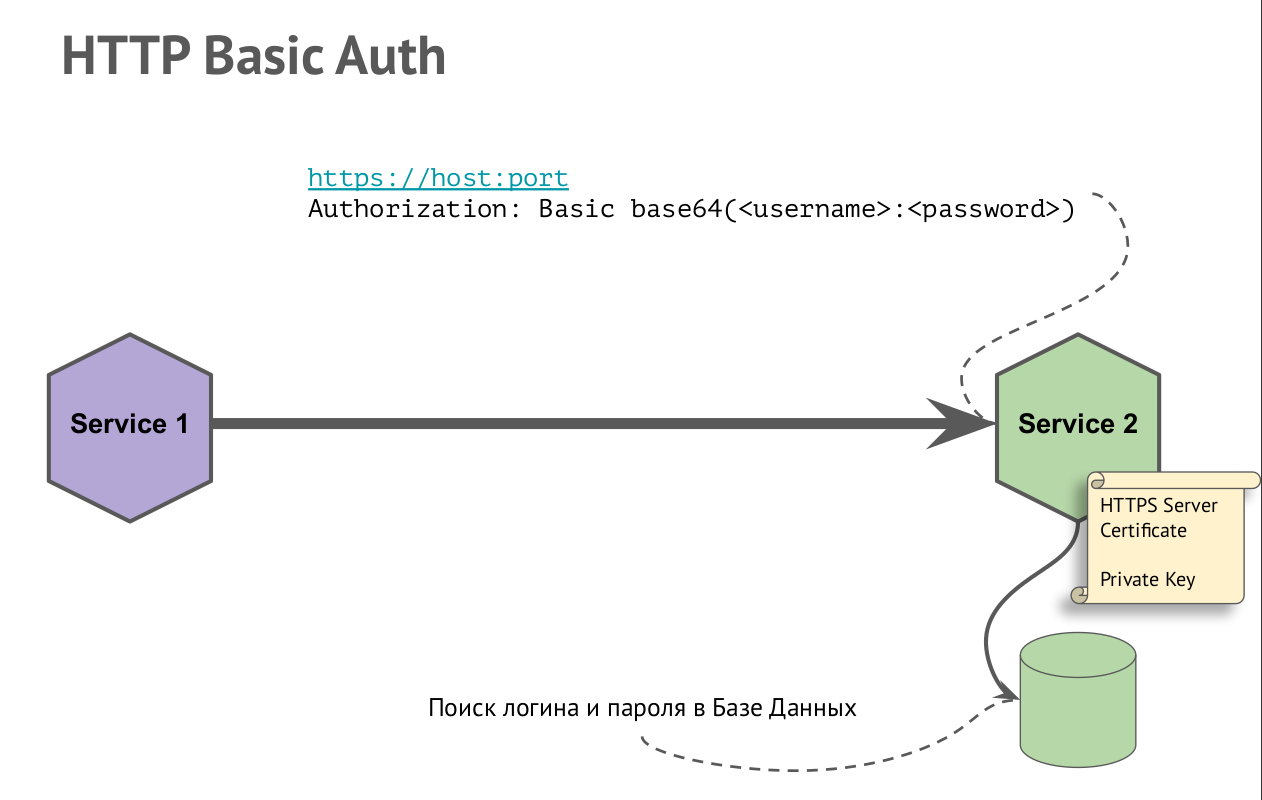 HTTP Basic Auth
https://host:port
Authorization: Basic base64(<username>:<password>)
Service 1
Service 2
HTTPS Server
Certificate
Private Key
Поиск логина и пароля в Базе Данных